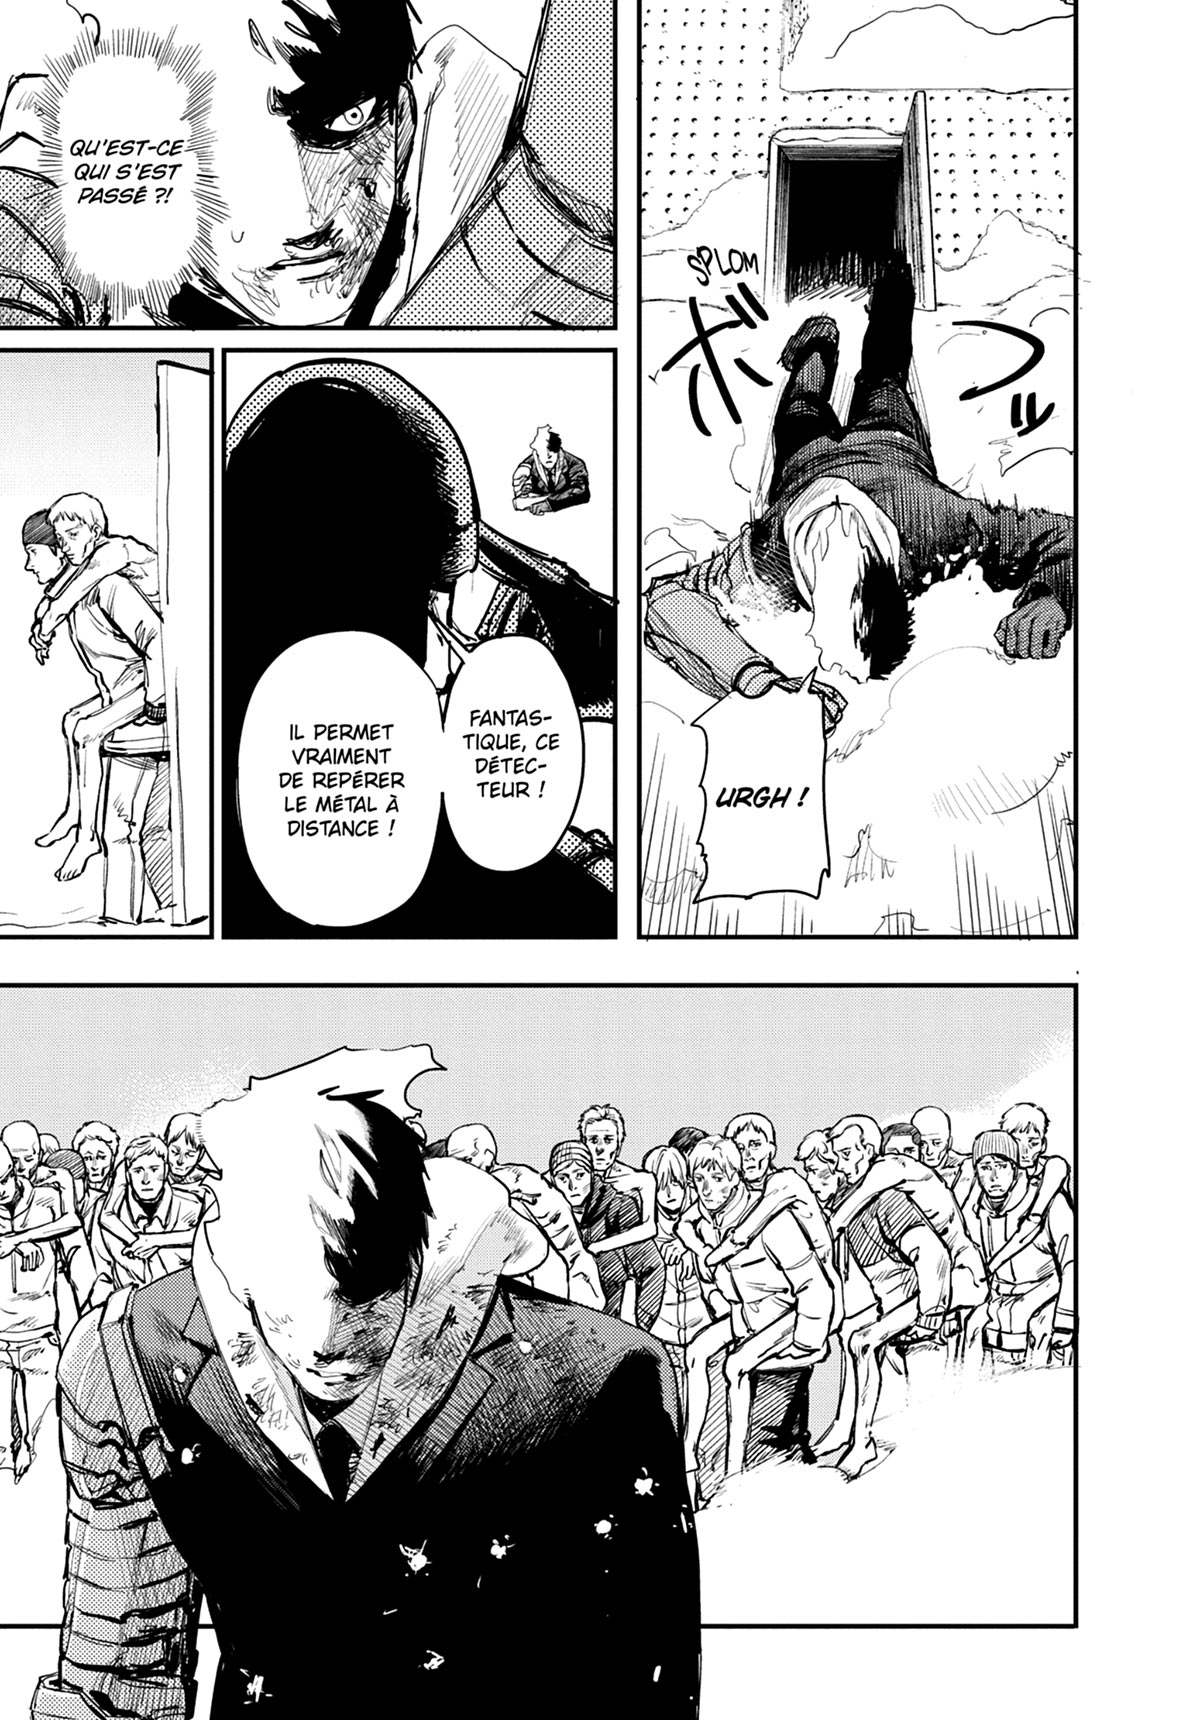 SPLOM
ボッ
URGH !
QU'EST-CE
QUI S'EST
PASSÉ ?!
FANTAS-
TIQUE, CE
DÉTEC-
TEUR !
IL PERMET
VRAIMENT
DE REPÉRER
LE MÉTAL À
DISTANCE !